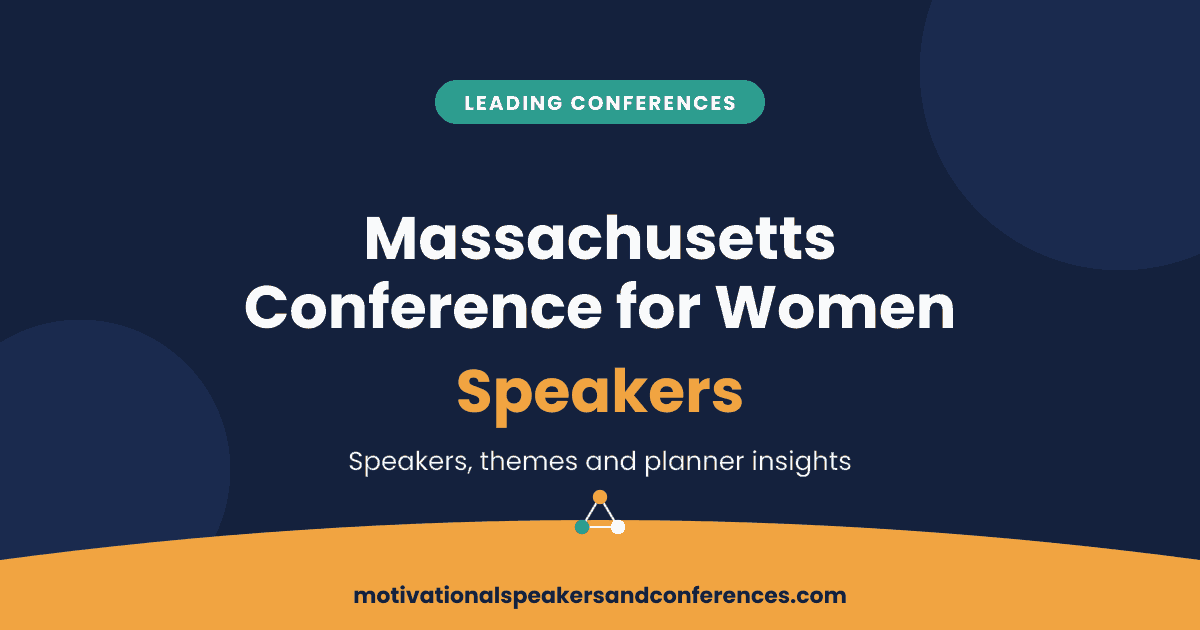 LEADING CONFERENCES
Massachusetts
Conference for Women
Speakers
Speakers, themes and planner insights
motivationalspeakersandconferences.com